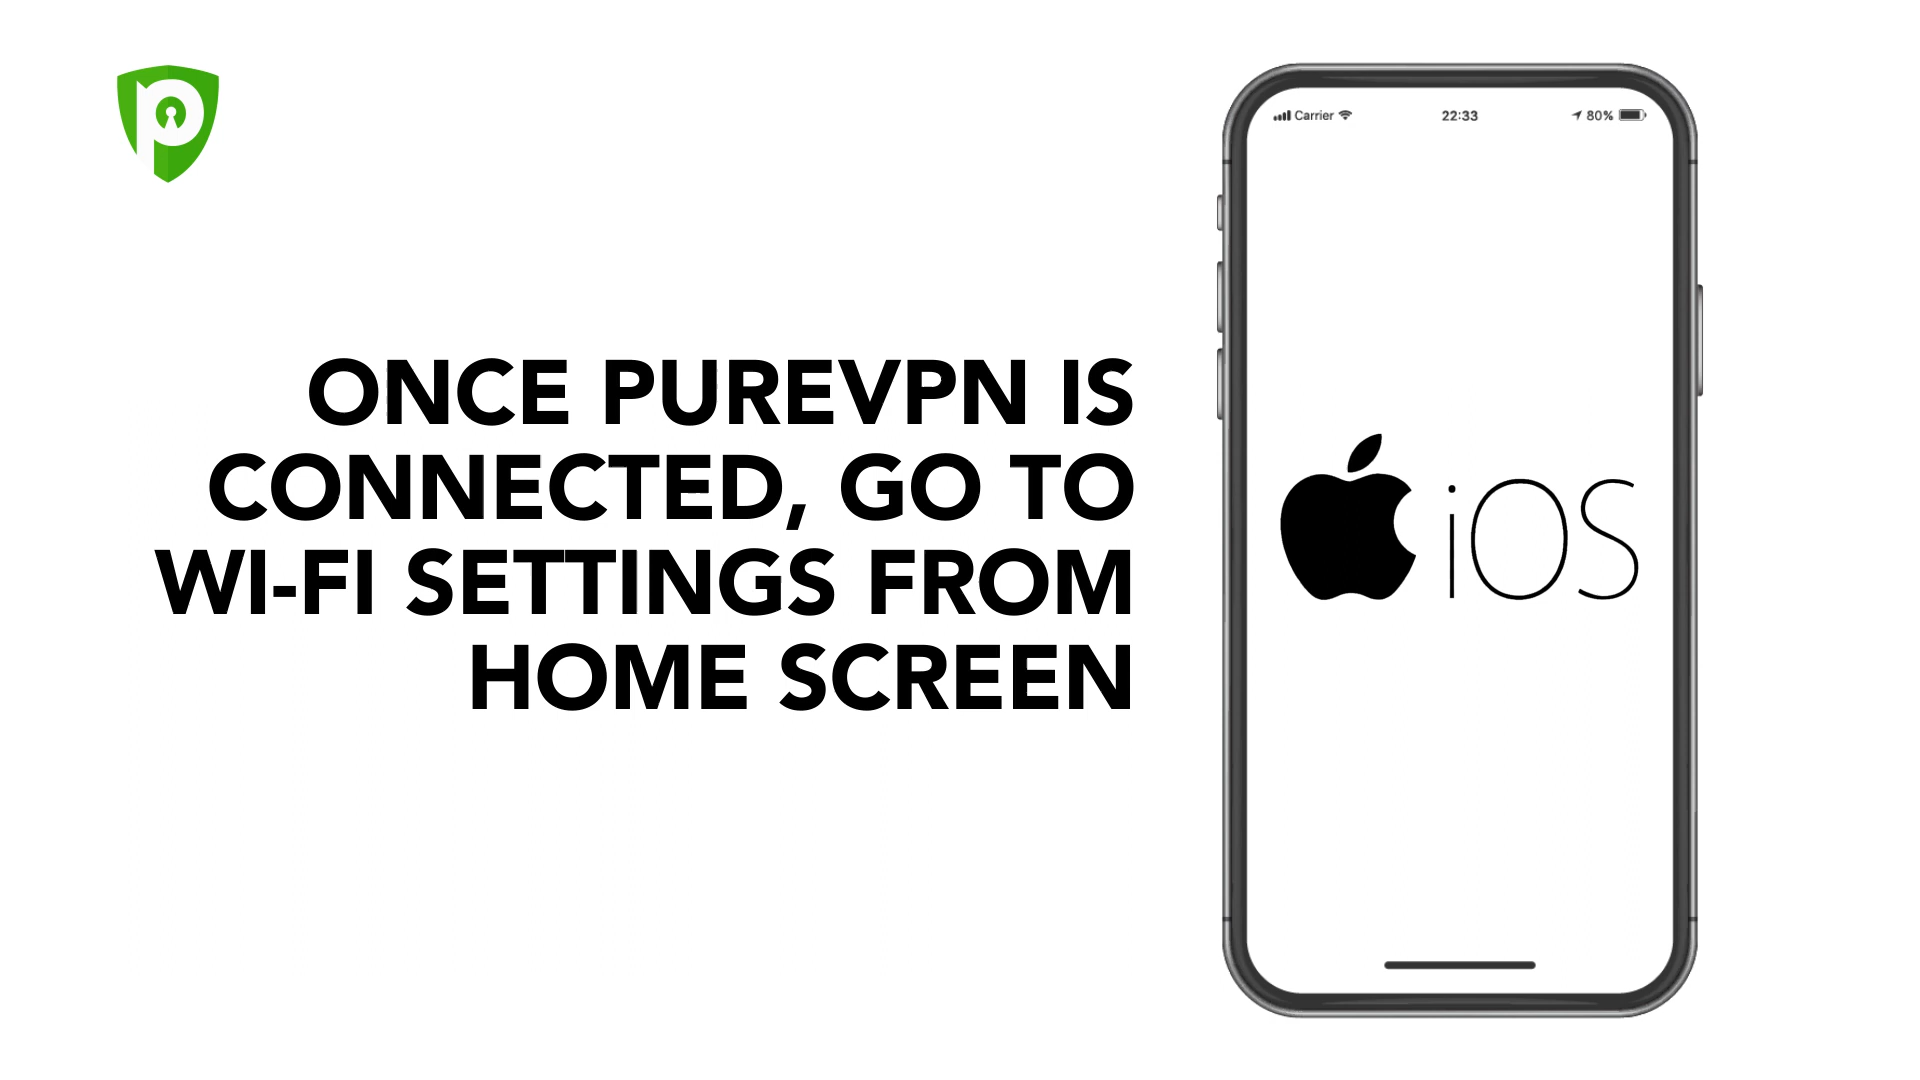 ONCE PUREVPN IS
CONNECTED, GO TO
WI-FI SETTINGS FROM
HOME SCREEN
Carrier 22:33 80%
iOS